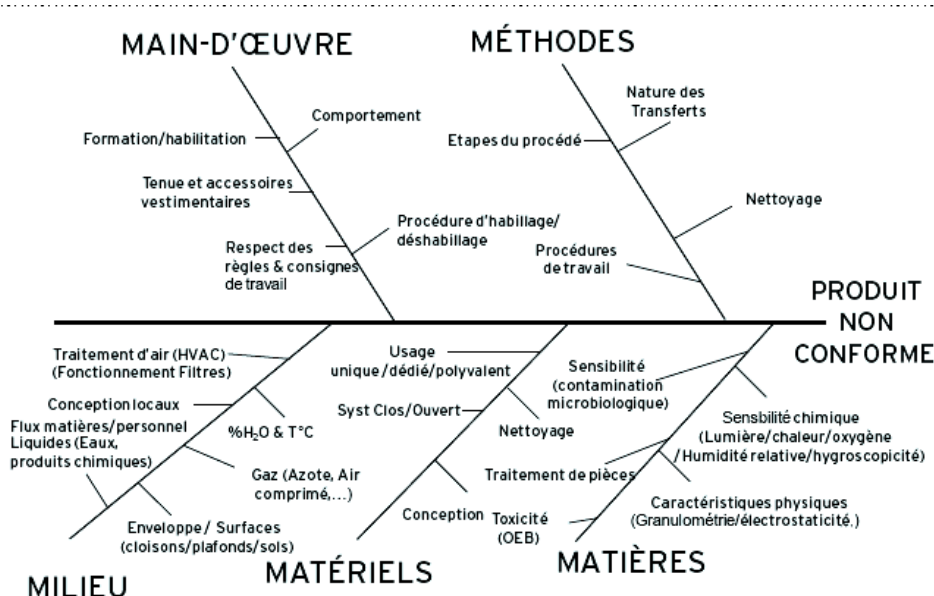 MAIN-D'ŒUVRE
MÉTHODES
Comportement
Formation/habilitation
Tenue et accessoires
vestimentaires
Procédure d'habillage/
déshabillage
Respect des
règles & consignes
de travail
Nature des
Transferts
Etapes du procédé
Nettoyage
Procédures
de travail
PRODUIT
NON
CONFORME
Traitement d'air (HVAC)
(Fonctionnement Filtres)
Conception locaux
Flux matières/personnel
Liquides (Eaux,
produits chimiques)
%H₂O & T°C
Gaz (Azote, Air
comprimé,...)
Enveloppe / Surfaces
(cloisons/plafonds/sols)
MILIEU
Usage
unique/dédié/polyvalent
Syst Clos/Ouvert
Nettoyage
Conception
MATÉRIELS
Sensibilité
(contamination
microbiologique)
Sensbilité chimique
(Lumière/chaleur/oxygène
/Humidité relative/hygroscopicité)
Traitement de pièces
Caractéristiques physiques
(Granulométrie/électrostaticité.)
Toxicité
(OEB)
MATIÈRES